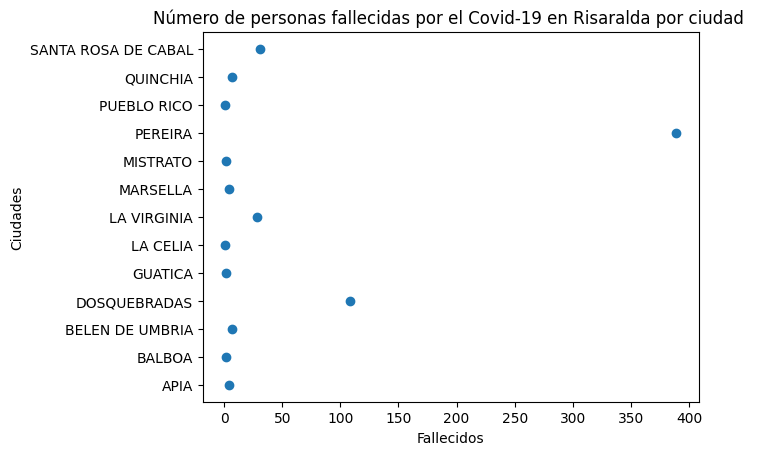 Número de personas fallecidas por el Covid-19 en Risaralda por ciudad
SANTA ROSA DE CABAL
QUINCHIA
PUEBLO RICO
PEREIRA
MISTRATO
MARSELLA
LA VIRGINIA
LA CELIA
GUATICA
DOSQUEBRADAS
BELEN DE UMBRIA
BALBOA
APIA
Ciudades
0 50 100 150 200 250 300 350 400
Fallecidos